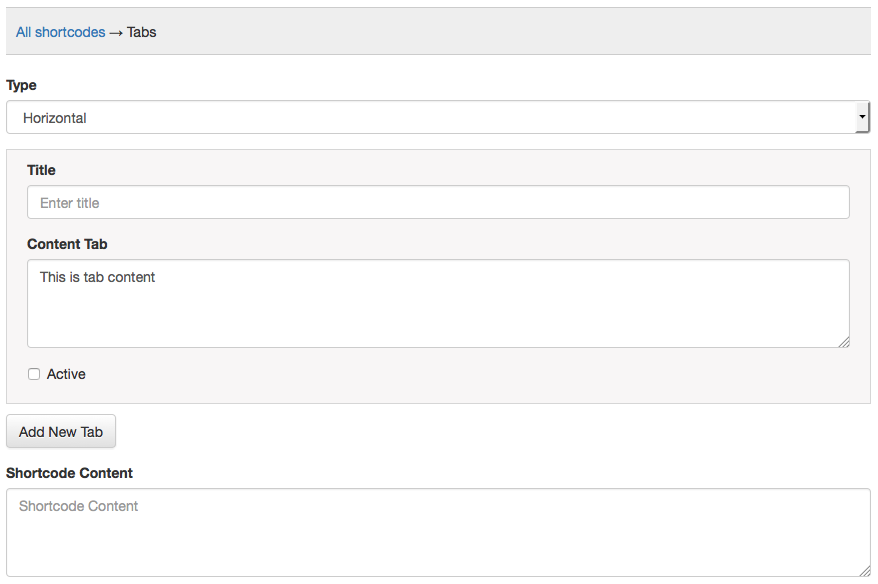 All shortcodes → Tabs
Type
Horizontal
Title
Enter title
Content Tab
This is tab content
Active
Add New Tab
Shortcode Content
Shortcode Content